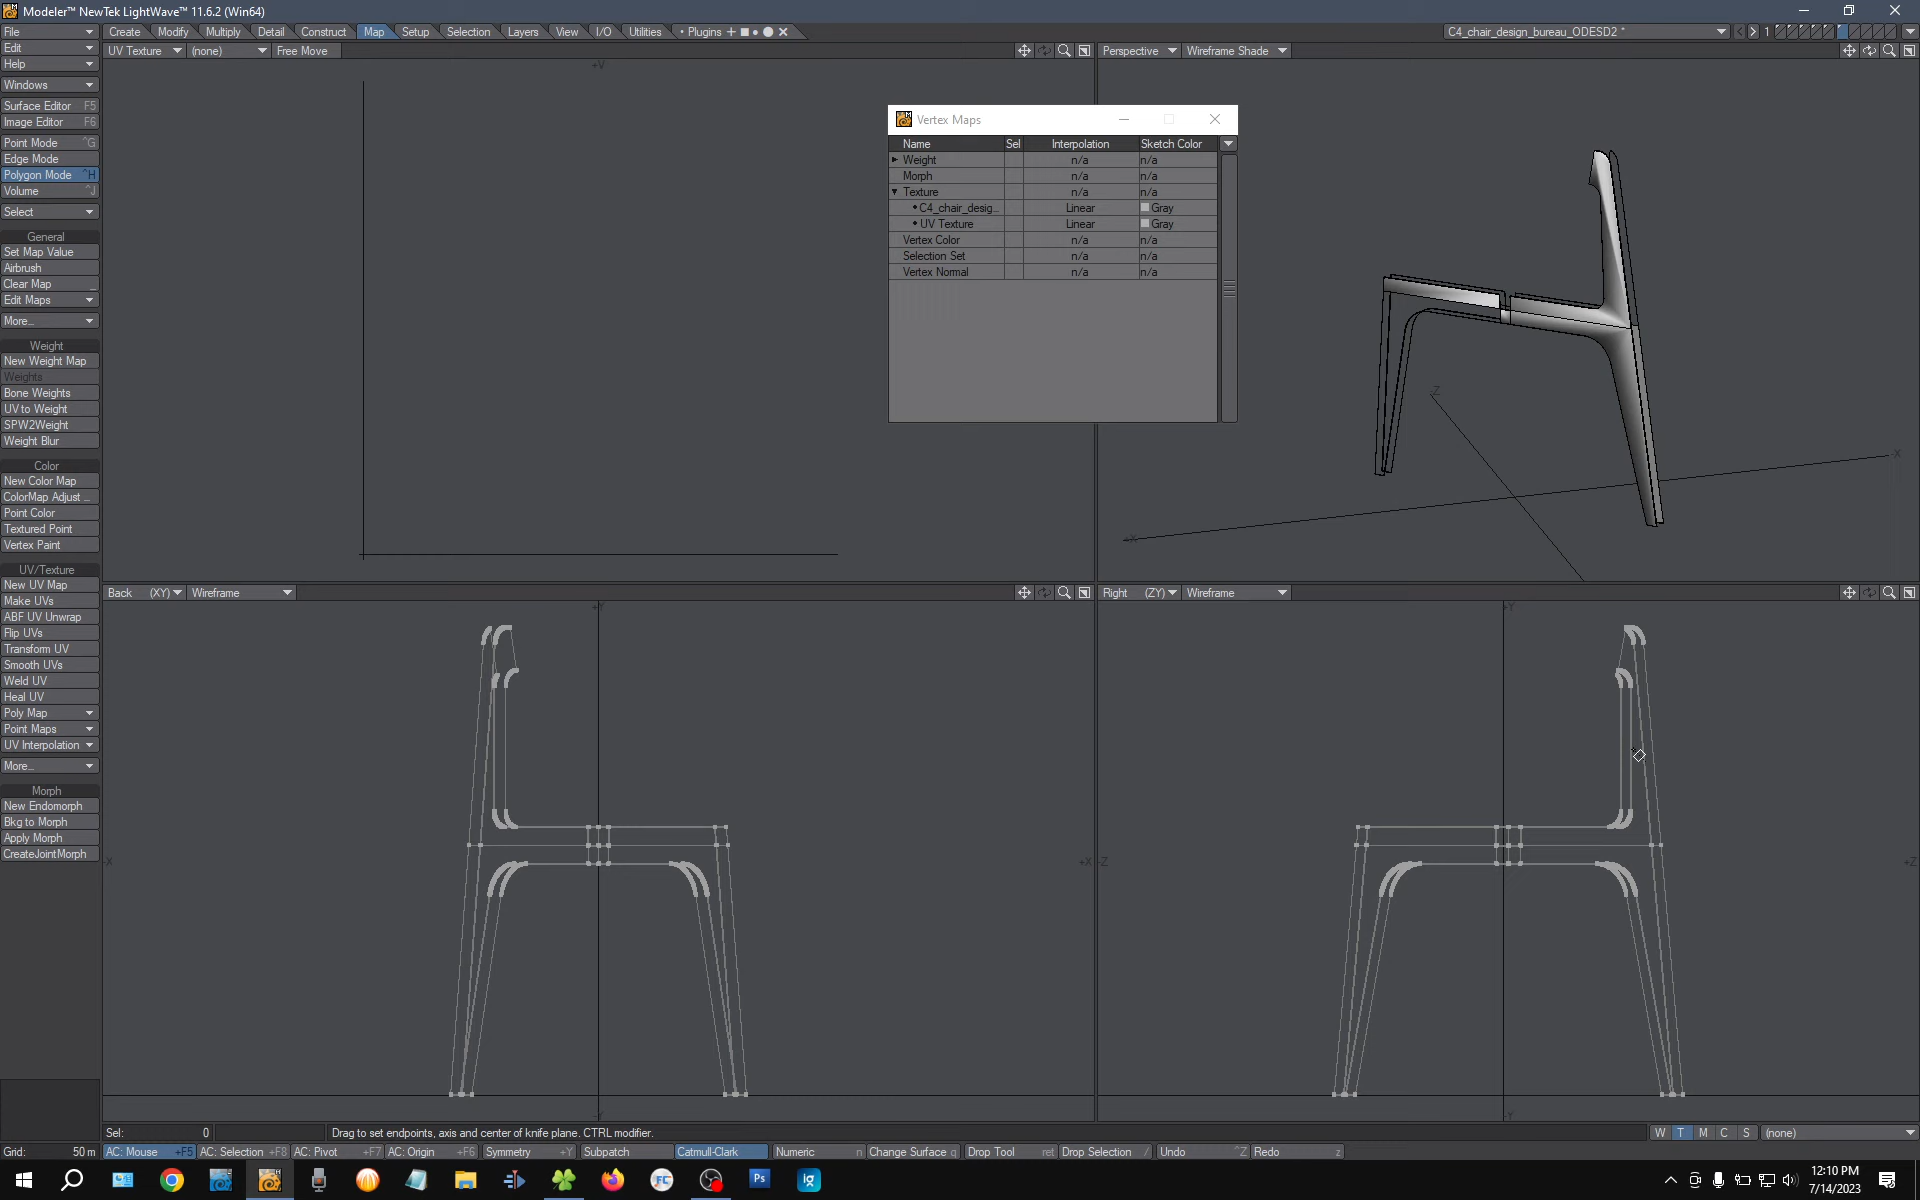 Modeler™ NewTek LightWave™ 11.6.2 (Win64)
File Create Modify Multiply Detail Construct Map Setup Selection Layers View I/O Utilities • Plugins C4_chair_design_bureau_ODESD2 * 1
Edit UV Texture (none) Free Move Perspective Wireframe Shade
Help
Windows
Surface Editor F5
Image Editor F6
Point Mode ^G
Edge Mode
Polygon Mode ^H
Volume ^J
Select
General
Set Map Value
Airbrush
Clear Map _
Edit Maps
More...
Weight
New Weight Map
Weights
Bone Weights
UV to Weight
SPW2Weight
Weight Blur
Color
New Color Map
ColorMap Adjust ...
Point Color
Textured Point
Vertex Paint
UV/Texture
New UV Map
Make UVs
ABF UV Unwrap
Flip UVs
Transform UV
Smooth UVs
Weld UV
Heal UV
Poly Map
Point Maps
UV Interpolation
More...
Morph
New Endomorph
Bkg to Morph
Apply Morph
CreateJointMorph
+V
Vertex Maps
Name Sel Interpolation Sketch Color
Weight n/a n/a
Morph n/a n/a
Texture n/a n/a
C4_chair_desig... Linear Gray
UV Texture Linear Gray
Vertex Color n/a n/a
Selection Set n/a n/a
Vertex Normal n/a n/a
-Z
-X
+X
Back (XY) Wireframe
+Y
-X
+X
-Y
Right (ZY) Wireframe
+Y
-Z
+Z
-Y
Sel: 0 Drag to set endpoints, axis and center of knife plane. CTRL modifier. W T M C S (none)
Grid: 50 m AC: Mouse +F5 AC: Selection +F8 AC: Pivot +F7 AC: Origin +F6 Symmetry +Y Subpatch Catmull-Clark Numeric n Change Surface q Drop Tool ret Drop Selection / Undo ^Z Redo z
FC Ps Ig
12:10 PM
7/14/2023